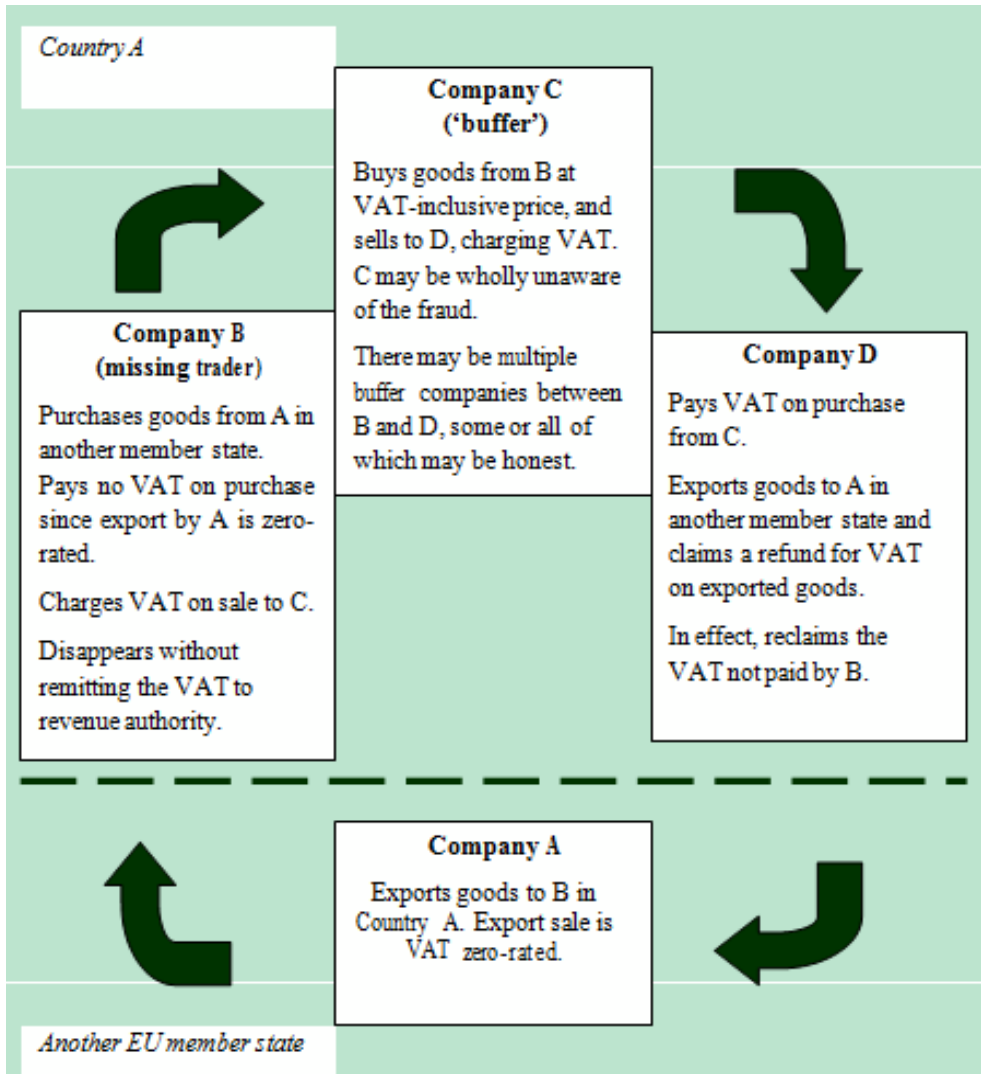 Country A
Company C
(‘buffer’)
Buys goods from B at
VAT-inclusive price, and
sells to D, charging VAT.
C may be wholly unaware
of the fraud.
There may be multiple
buffer companies between
B and D, some or all of
which may be honest.
Company B
(missing trader)
Purchases goods from A in
another member state.
Pays no VAT on purchase
since export by A is zero-
rated.
Charges VAT on sale to C.
Disappears without
remitting the VAT to
revenue authority.
Company D
Pays VAT on purchase
from C.
Exports goods to A in
another member state and
claims a refund for VAT
on exported goods.
In effect, reclaims the
VAT not paid by B.
Company A
Exports goods to B in
Country A. Export sale is
VAT zero-rated.
Another EU member state